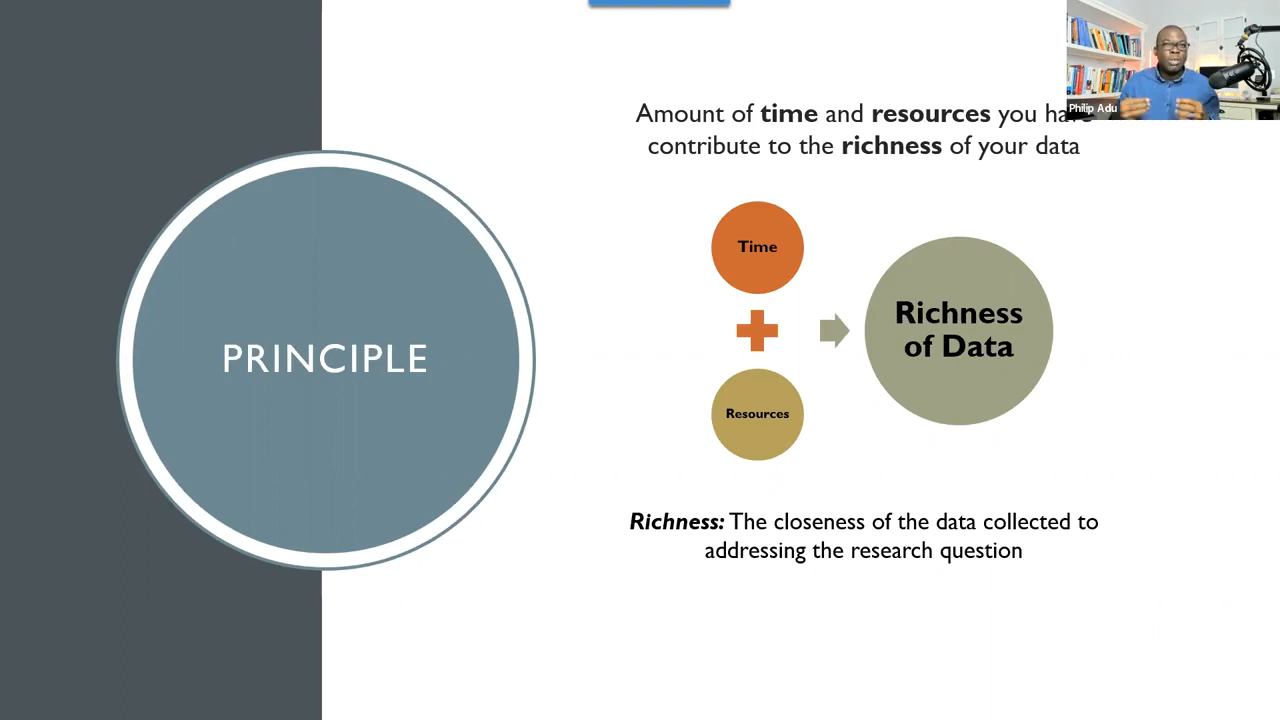 Philip Adu
Amount of time and resources you have
contribute to the richness of your data
Time
Richness
of Data
PRINCIPLE
Resources
Richness: The closeness of the data collected to
addressing the research question